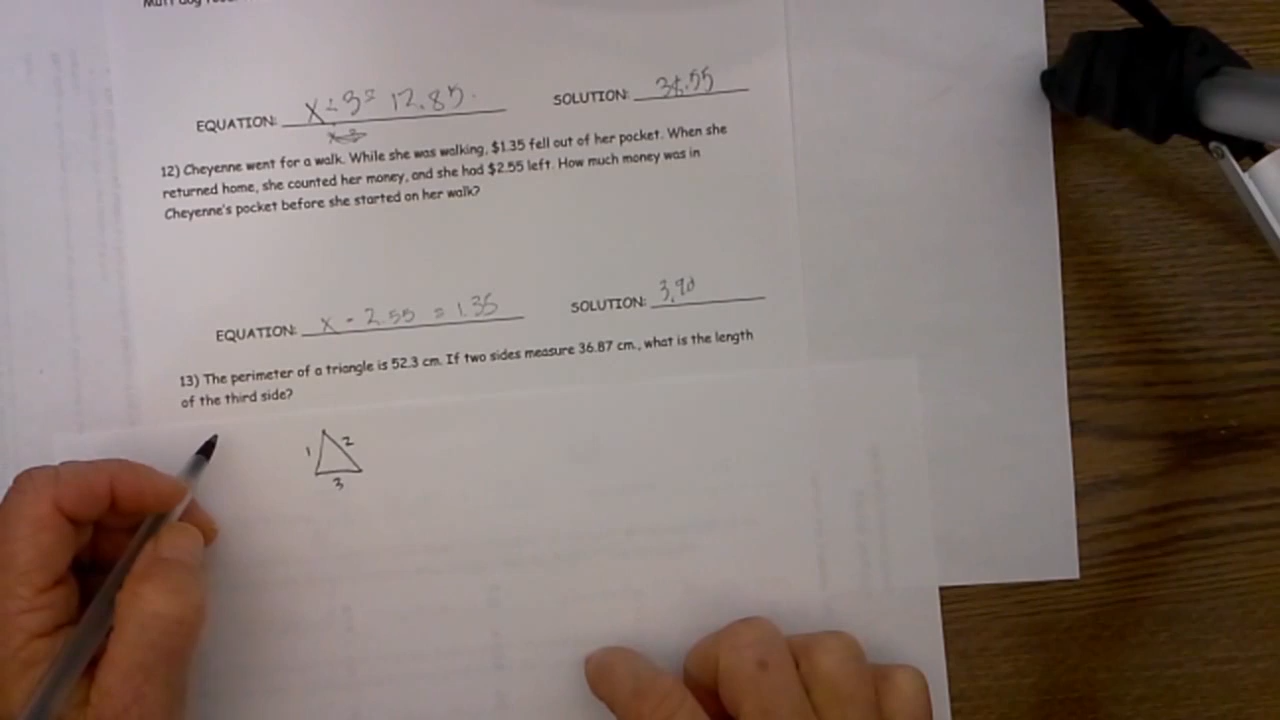 EQUATION: x ÷ 3 = 12.85 SOLUTION: 38.55
12) Cheyenne went for a walk. While she was walking, $1.35 fell out of her pocket. When she
returned home, she counted her money, and she had $2.55 left. How much money was in
Cheyenne's pocket before she started on her walk?
EQUATION: x - 2.55 = 1.35 SOLUTION: 3.90
13) The perimeter of a triangle is 52.3 cm. If two sides measure 36.87 cm., what is the length
of the third side?
1 2
3